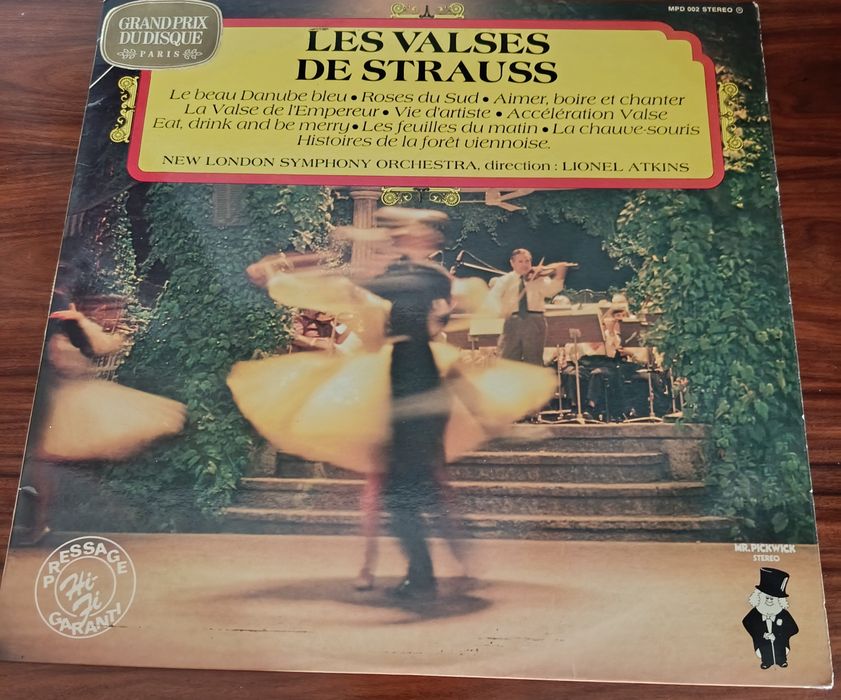 MPD 002 STEREO Ⓟ
GRAND PRIX
DU DISQUE
PARIS
LES VALSES
DE STRAUSS
Le beau Danube bleu • Roses du Sud • Aimer, boire et chanter
La Valse de l'Empereur • Vie d'artiste • Accélération Valse
Eat, drink and be merry • Les feuilles du matin • La chauve-souris
Histoires de la forêt viennoise.
NEW LONDON SYMPHONY ORCHESTRA, direction : LIONEL ATKINS
PRESSAGE
Hi-
Fi
GARANTI
MR. PICKWICK
STEREO